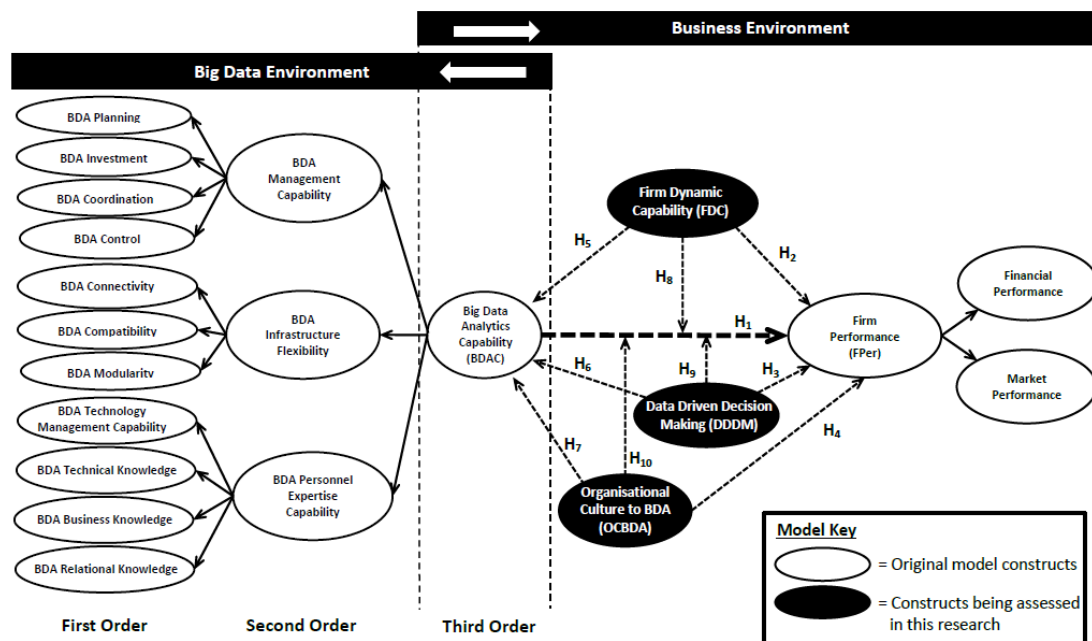 Business Environment
Big Data Environment
BDA Planning
BDA Investment
BDA Coordination
BDA Control
BDA Connectivity
BDA Compatibility
BDA Modularity
BDA Technology
Management Capability
BDA Technical Knowledge
BDA Business Knowledge
BDA Relational Knowledge
BDA
Management
Capability
BDA
Infrastructure
Flexibility
BDA Personnel
Expertise
Capability
Big Data
Analytics
Capability
(BDAC)
Firm Dynamic
Capability (FDC)
H5
H8
H2
H1
H6
H9
H3
Data Driven Decision
Making (DDDM)
H7
H10
H4
Organisational
Culture to BDA
(OCBDA)
Firm
Performance
(FPer)
Financial
Performance
Market
Performance
Model Key
= Original model constructs
= Constructs being assessed
in this research
First Order
Second Order
Third Order